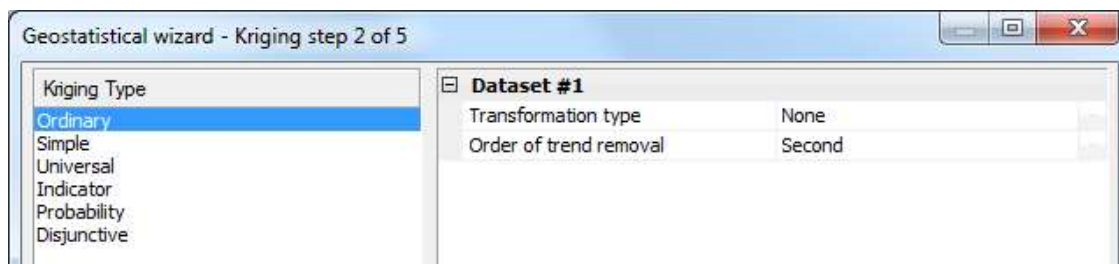 Geostatistical wizard - Kriging step 2 of 5
Kriging Type
Ordinary
Simple
Universal
Indicator
Probability
Disjunctive
Dataset #1
Transformation type None
Order of trend removal Second